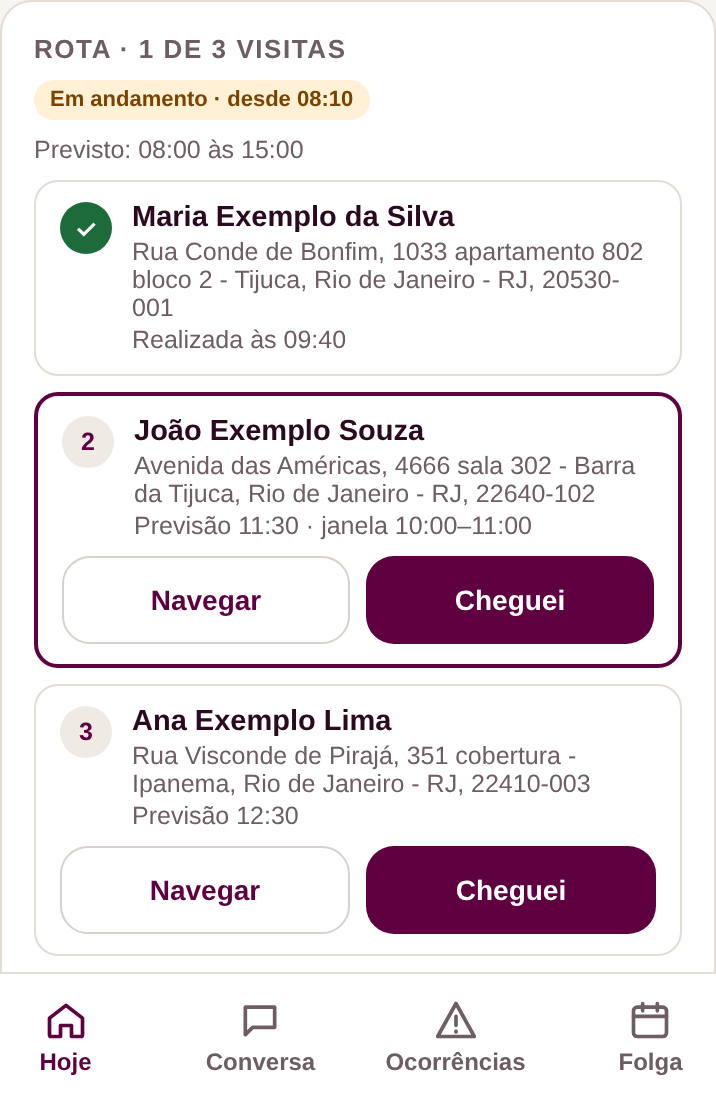 ROTA · 1 DE 3 VISITAS
Em andamento · desde 08:10
Previsto: 08:00 às 15:00
Maria Exemplo da Silva
Rua Conde de Bonfim, 1033 apartamento 802
bloco 2 - Tijuca, Rio de Janeiro - RJ, 20530-
001
Realizada às 09:40
2
João Exemplo Souza
Avenida das Américas, 4666 sala 302 - Barra
da Tijuca, Rio de Janeiro - RJ, 22640-102
Previsão 11:30 · janela 10:00–11:00
Navegar
Cheguei
3
Ana Exemplo Lima
Rua Visconde de Pirajá, 351 cobertura -
Ipanema, Rio de Janeiro - RJ, 22410-003
Previsão 12:30
Navegar
Cheguei
Hoje
Conversa
Ocorrências
Folga